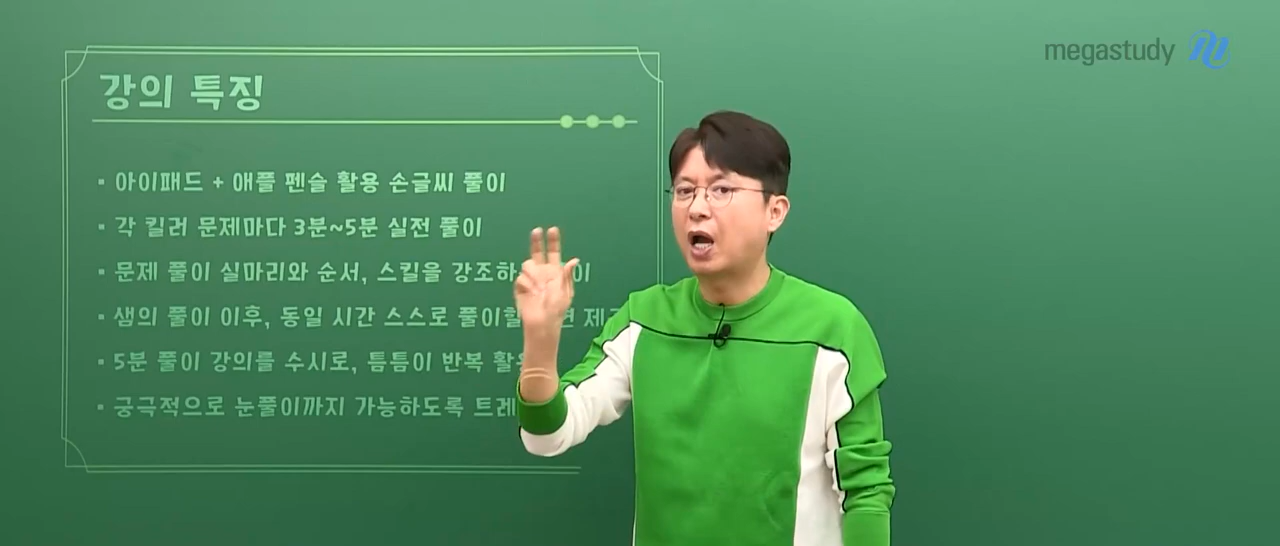 megastudy
강의 특징
▪ 아이패드 + 애플 펜슬 활용 손글씨 풀이
▪ 각 킬러 문제마다 3분~5분 실전 풀이
▪ 문제 풀이 실마리와 순서, 스킬을 강조하
▪ 샘의 풀이 이후, 동일 시간 스스로 풀이할
▪ 5분 풀이 강의를 수시로, 틈틈이 반복
▪ 궁극적으로 눈풀이까지 가능하도록